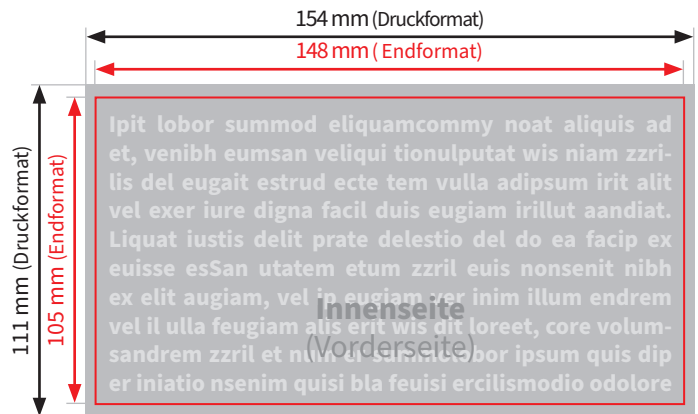 154 mm (Druckformat)
148 mm ( Endformat)
111 mm (Druckformat)
105 mm (Endformat)
Ipit lobor summod eliquamcommy noat aliquis ad
et, venibh eumsan veliqui tionulputat wis niam zzri-
lis del eugait estrud ecte tem vulla adipsum irit alit
vel exer iure digna facil duis eugiam irillut aandiat.
Liquat iustis delit prate delestio del do ea facip ex
euisse esSan utatem etum zzril euis nonsenit nibh
ex elit augiam, vel ip eugiam ver inim illum endrem
Innenseite
vel il ulla feugiam alis erit wis dit loreet, core volum-
(Vorderseite)
sandrem zzril et bor ipsum quis dip
er iniatio nsenim quisi bla feuisi ercilismodio odolore